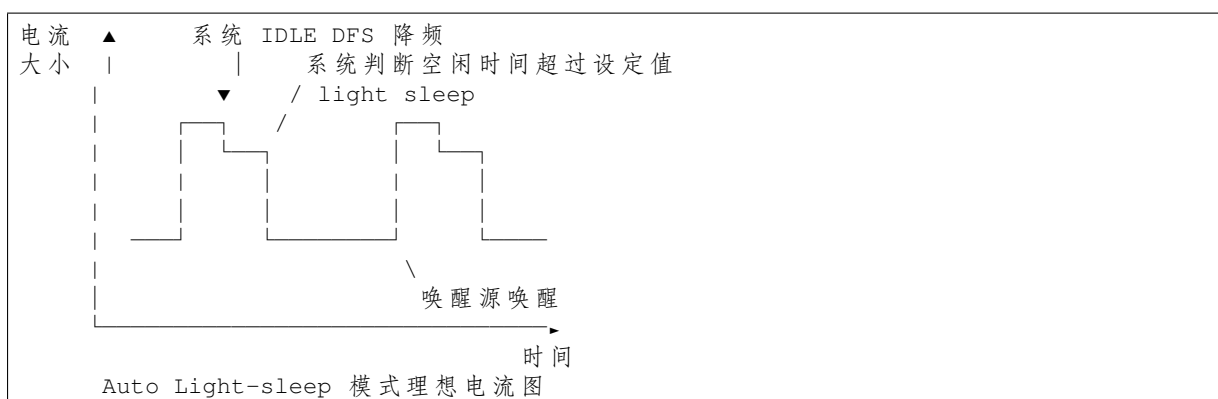 电流 ▲ 系统 IDLE DFS 降频
大小 系统判断空闲时间超过设定值
▼ / light sleep
/
\
唤醒源唤醒
时间
Auto Light-sleep 模式理想电流图